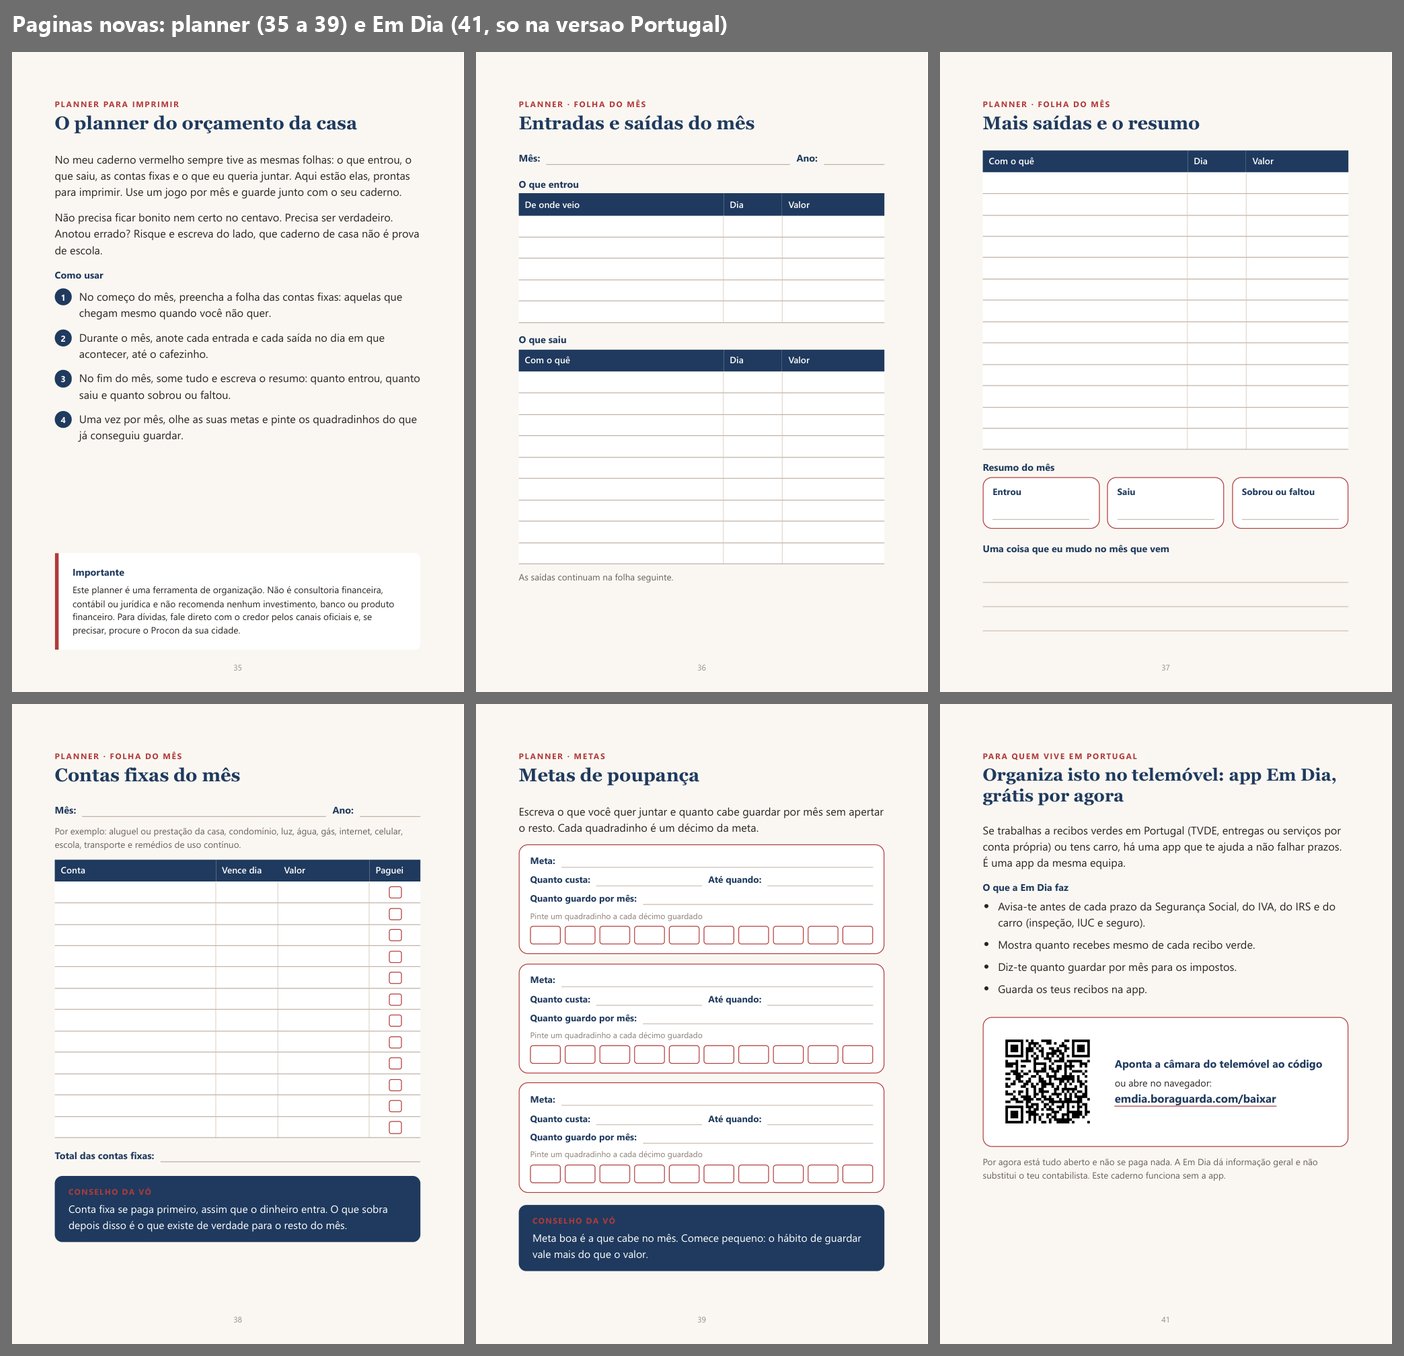 Paginas novas: planner (35 a 39) e Em Dia (41, so na versao Portugal)
PLANNER PARA IMPRIMIR
O planner do orçamento da casa
No meu caderno vermelho sempre tive as mesmas folhas: o que entrou, o
que saiu, as contas fixas e o que eu queria juntar. Aqui estão elas, prontas
para imprimir. Use um jogo por mês e guarde junto com o seu caderno.
Não precisa ficar bonito nem certo no centavo. Precisa ser verdadeiro.
Anotou errado? Risque e escreva do lado, que caderno de casa não é prova
de escola.
Como usar
1 No começo do mês, preencha a folha das contas fixas: aquelas que
chegam mesmo quando você não quer.
2 Durante o mês, anote cada entrada e cada saída no dia em que
acontecer, até o cafezinho.
3 No fim do mês, some tudo e escreva o resumo: quanto entrou, quanto
saiu e quanto sobrou ou faltou.
4 Uma vez por mês, olhe as suas metas e pinte os quadradinhos do que
já conseguiu guardar.
Importante
Este planner é uma ferramenta de organização. Não é consultoria financeira,
contábil ou jurídica e não recomenda nenhum investimento, banco ou produto
financeiro. Para dívidas, fale direto com o credor pelos canais oficiais e, se
precisar, procure o Procon da sua cidade.
35
PLANNER · FOLHA DO MÊS
Entradas e saídas do mês
Mês: Ano:
O que entrou
De onde veio Dia Valor
O que saiu
Com o quê Dia Valor
As saídas continuam na folha seguinte.
36
PLANNER · FOLHA DO MÊS
Mais saídas e o resumo
Com o quê Dia Valor
Resumo do mês
Entrou Saiu Sobrou ou faltou
Uma coisa que eu mudo no mês que vem
37
PLANNER · FOLHA DO MÊS
Contas fixas do mês
Mês: Ano:
Por exemplo: aluguel ou prestação da casa, condomínio, luz, água, gás, internet, celular,
escola, transporte e remédios de uso contínuo.
Conta Vence dia Valor Paguei
Total das contas fixas:
CONSELHO DA VÓ
Conta fixa se paga primeiro, assim que o dinheiro entra. O que sobra
depois disso é o que existe de verdade para o resto do mês.
38
PLANNER · METAS
Metas de poupança
Escreva o que você quer juntar e quanto cabe guardar por mês sem apertar
o resto. Cada quadradinho é um décimo da meta.
Meta:
Quanto custa: Até quando:
Quanto guardo por mês:
Pinte um quadradinho a cada décimo guardado
Meta:
Quanto custa: Até quando:
Quanto guardo por mês:
Pinte um quadradinho a cada décimo guardado
Meta:
Quanto custa: Até quando:
Quanto guardo por mês:
Pinte um quadradinho a cada décimo guardado
CONSELHO DA VÓ
Meta boa é a que cabe no mês. Comece pequeno: o hábito de guardar
vale mais do que o valor.
39
PARA QUEM VIVE EM PORTUGAL
Organiza isto no telemóvel: app Em Dia,
grátis por agora
Se trabalhas a recibos verdes em Portugal (TVDE, entregas ou serviços por
conta própria) ou tens carro, há uma app que te ajuda a não falhar prazos.
É uma app da mesma equipa.
O que a Em Dia faz
• Avisa-te antes de cada prazo da Segurança Social, do IVA, do IRS e do
carro (inspeção, IUC e seguro).
• Mostra quanto recebes mesmo de cada recibo verde.
• Diz-te quanto guardar por mês para os impostos.
• Guarda os teus recibos na app.
Aponta a câmara do telemóvel ao código
ou abre no navegador:
emdia.boraguarda.com/baixar
Por agora está tudo aberto e não se paga nada. A Em Dia dá informação geral e não
substitui o teu contabilista. Este caderno funciona sem a app.
41